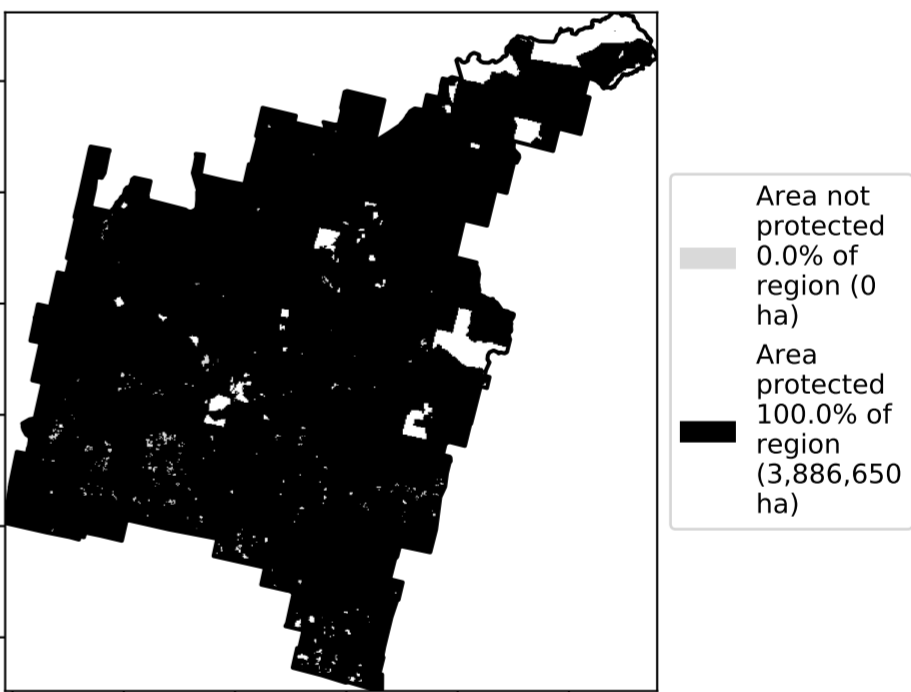 Area not
protected
0.0% of
region (0
ha)
Area
protected
100.0% of
region
(3,886,650
ha)